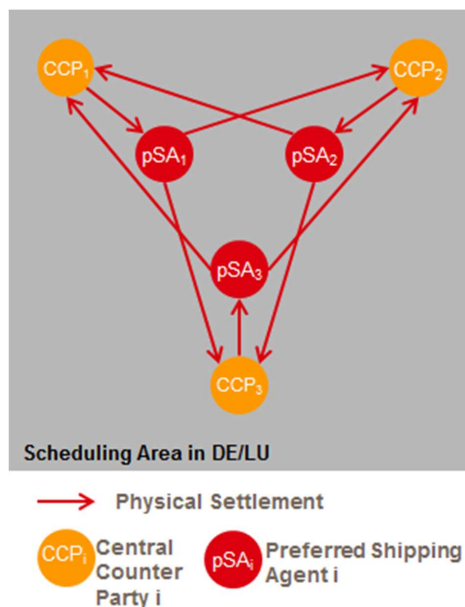 CCP1
CCP2
pSA1
pSA2
pSA3
CCP3
Scheduling Area in DE/LU
Physical Settlement
CCPi
Central
Counter
Party i
pSAi
Preferred Shipping
Agent i